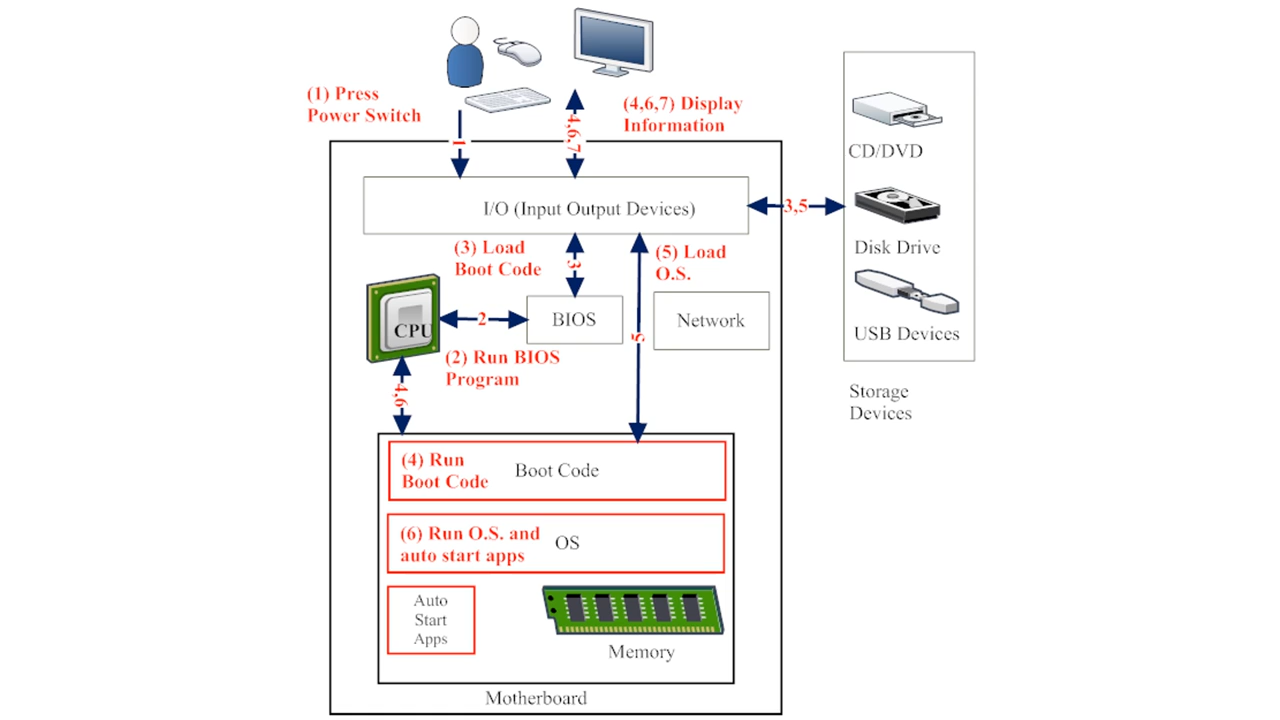 (1) Press
Power Switch
(4,6,7) Display
Information
1
4,6,7
CD/DVD
I/O (Input Output Devices)
3,5
Disk Drive
(3) Load
Boot Code
3
(5) Load
O.S.
CPU
2
BIOS
5
Network
USB Devices
(2) Run BIOS
Program
4,6
Storage
Devices
(4) Run
Boot Code
Boot Code
(6) Run O.S. and
auto start apps
OS
Auto
Start
Apps
Memory
Motherboard